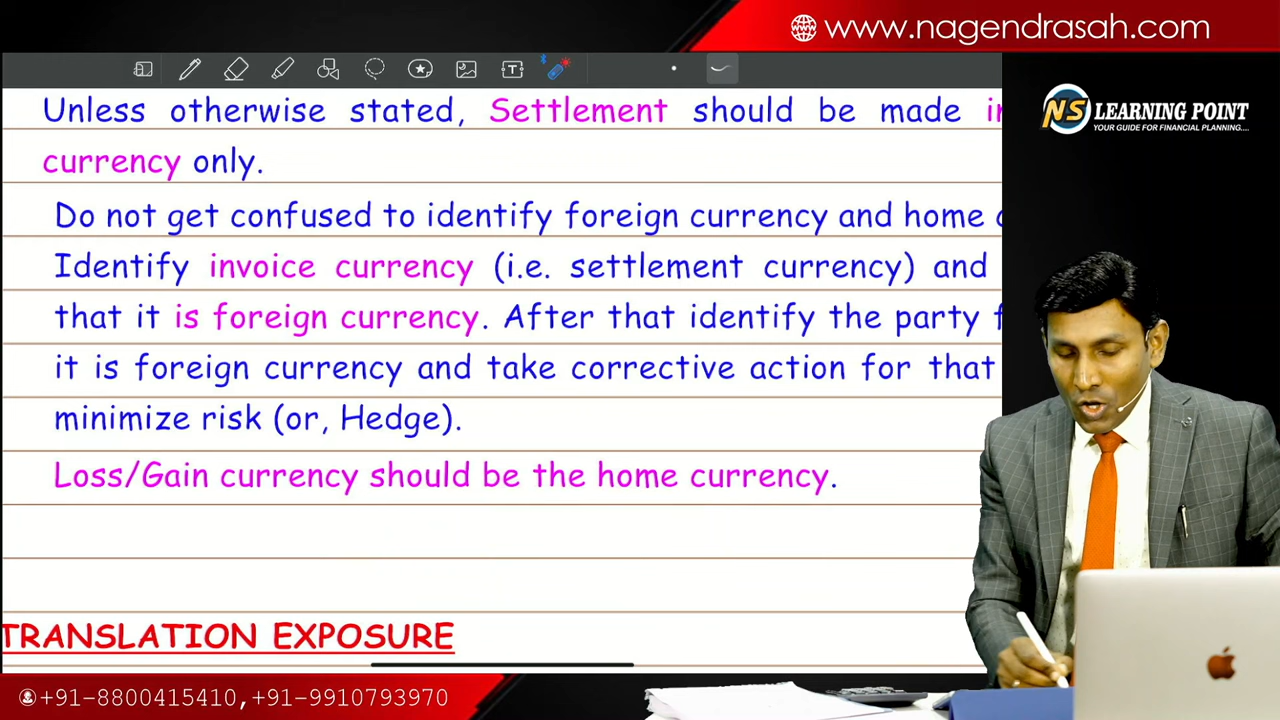 www.nagendrasah.com
NS LEARNING POINT
YOUR GUIDE FOR FINANCIAL PLANNING....
Unless otherwise stated, Settlement should be made
currency only.
Do not get confused to identify foreign currency and home
Identify invoice currency (i.e. settlement currency) and
that it is foreign currency. After that identify the party
it is foreign currency and take corrective action for that
minimize risk (or, Hedge).
Loss/Gain currency should be the home currency.
TRANSLATION EXPOSURE
+91-8800415410,+91-9910793970